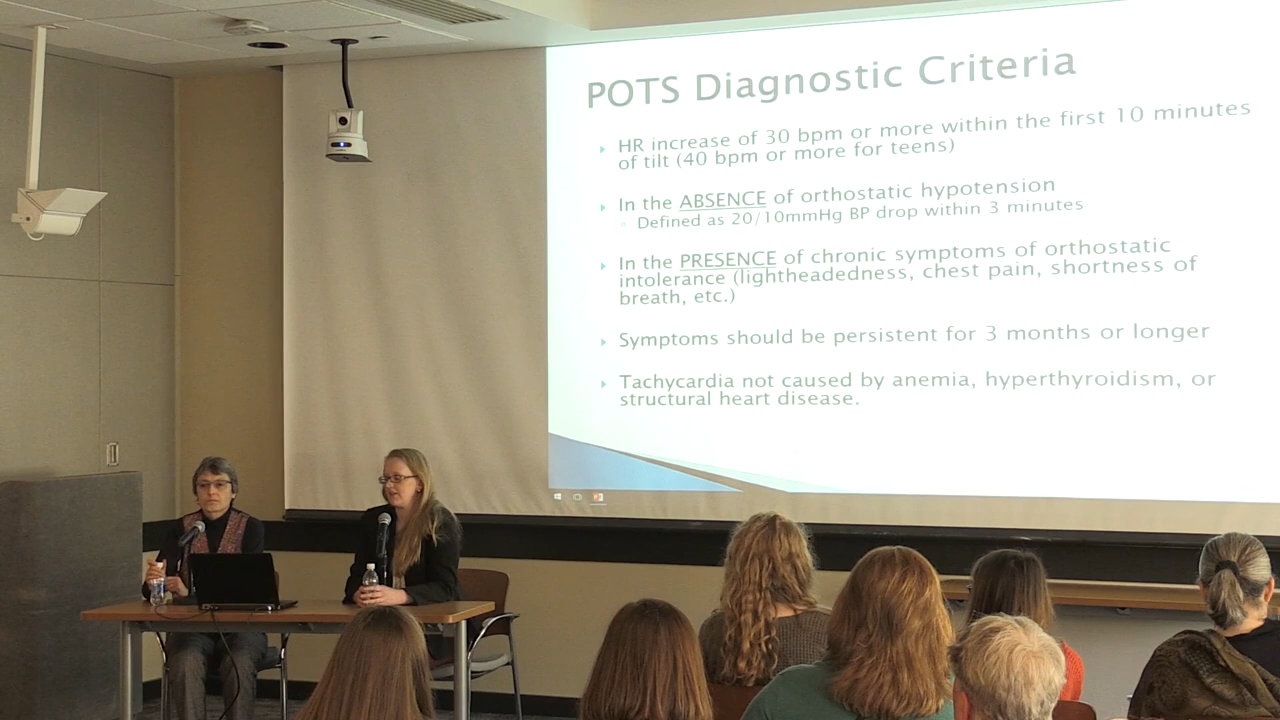 POTS Diagnostic Criteria
HR increase of 30 bpm or more within the first 10 minutes
of tilt (40 bpm or more for teens)
In the ABSENCE of orthostatic hypotension
Defined as 20/10mmHg BP drop within 3 minutes
In the PRESENCE of chronic symptoms of orthostatic
intolerance (lightheadedness, chest pain, shortness of
breath, etc.)
Symptoms should be persistent for 3 months or longer
Tachycardia not caused by anemia, hyperthyroidism, or
structural heart disease.